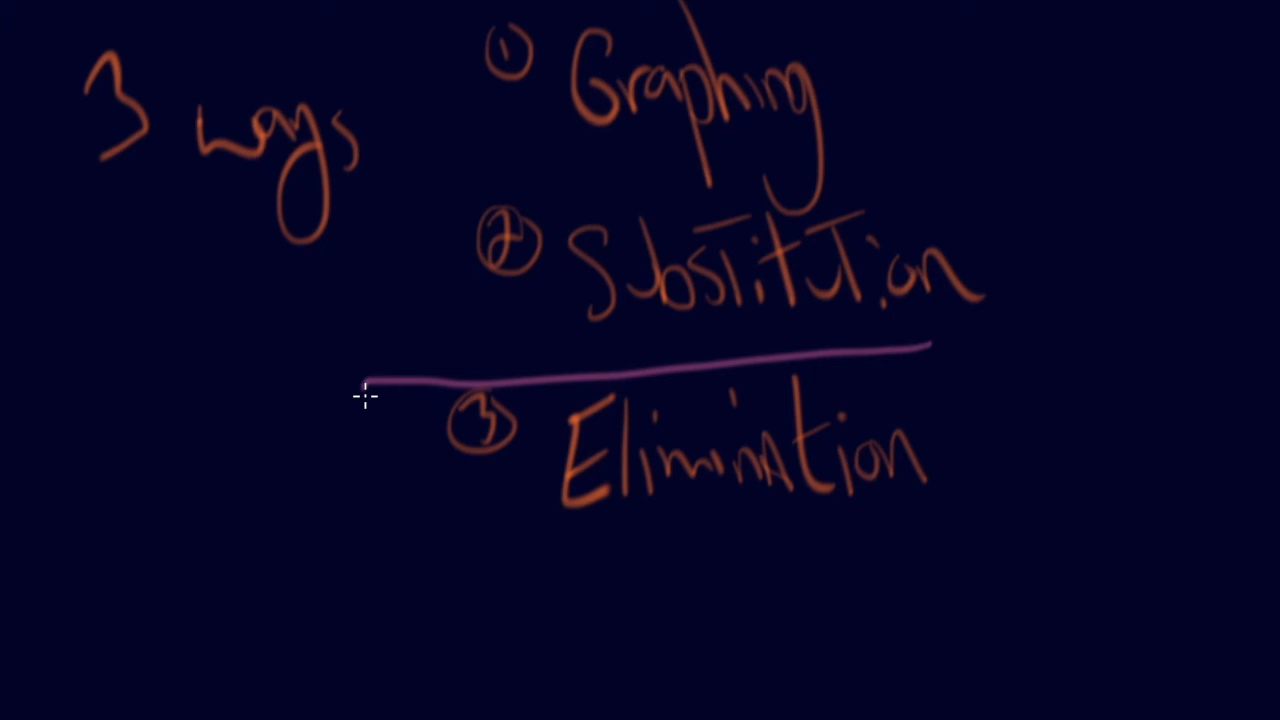 3 ways
① Graphing
② Substitution
③ Elimination